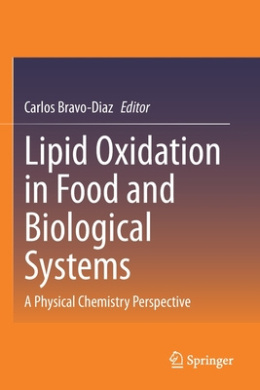 Carlos Bravo-Diaz Editor
Lipid Oxidation
in Food and
Biological
Systems
A Physical Chemistry Perspective
Springer